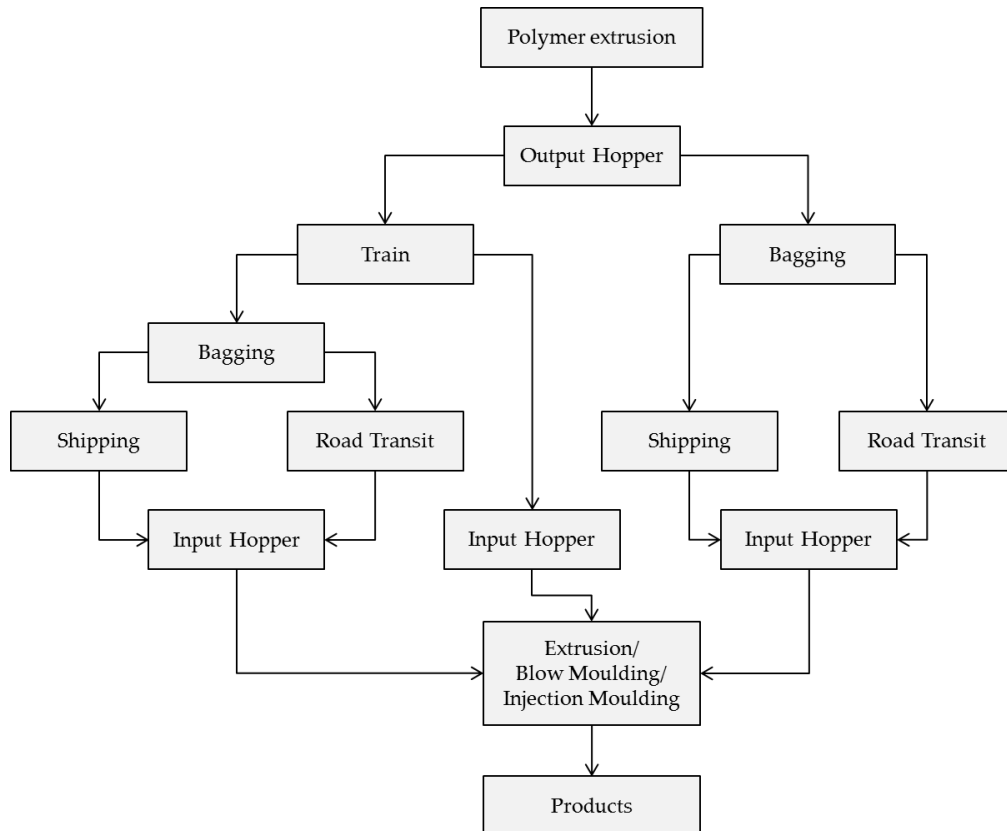 Polymer extrusion
Output Hopper
Train
Bagging
Bagging
Shipping
Road Transit
Shipping
Road Transit
Input Hopper
Input Hopper
Input Hopper
Extrusion/
Blow Moulding/
Injection Moulding
Products